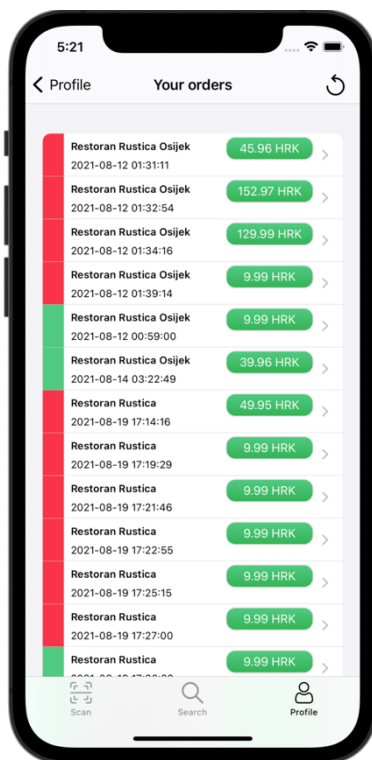 5:21
Profile
Your orders
Restoran Rustica Osijek
45.96 HRK
2021-08-12 01:31:11
Restoran Rustica Osijek
152.97 HRK
2021-08-12 01:32:54
Restoran Rustica Osijek
129.99 HRK
2021-08-12 01:34:16
Restoran Rustica Osijek
9.99 HRK
2021-08-12 01:39:14
Restoran Rustica Osijek
9.99 HRK
2021-08-12 00:59:00
Restoran Rustica Osijek
39.96 HRK
2021-08-14 03:22:49
Restoran Rustica
49.95 HRK
2021-08-19 17:14:16
Restoran Rustica
9.99 HRK
2021-08-19 17:19:29
Restoran Rustica
9.99 HRK
2021-08-19 17:21:46
Restoran Rustica
9.99 HRK
2021-08-19 17:22:55
Restoran Rustica
9.99 HRK
2021-08-19 17:25:15
Restoran Rustica
9.99 HRK
2021-08-19 17:27:00
Restoran Rustica
9.99 HRK
Scan
Search
Profile